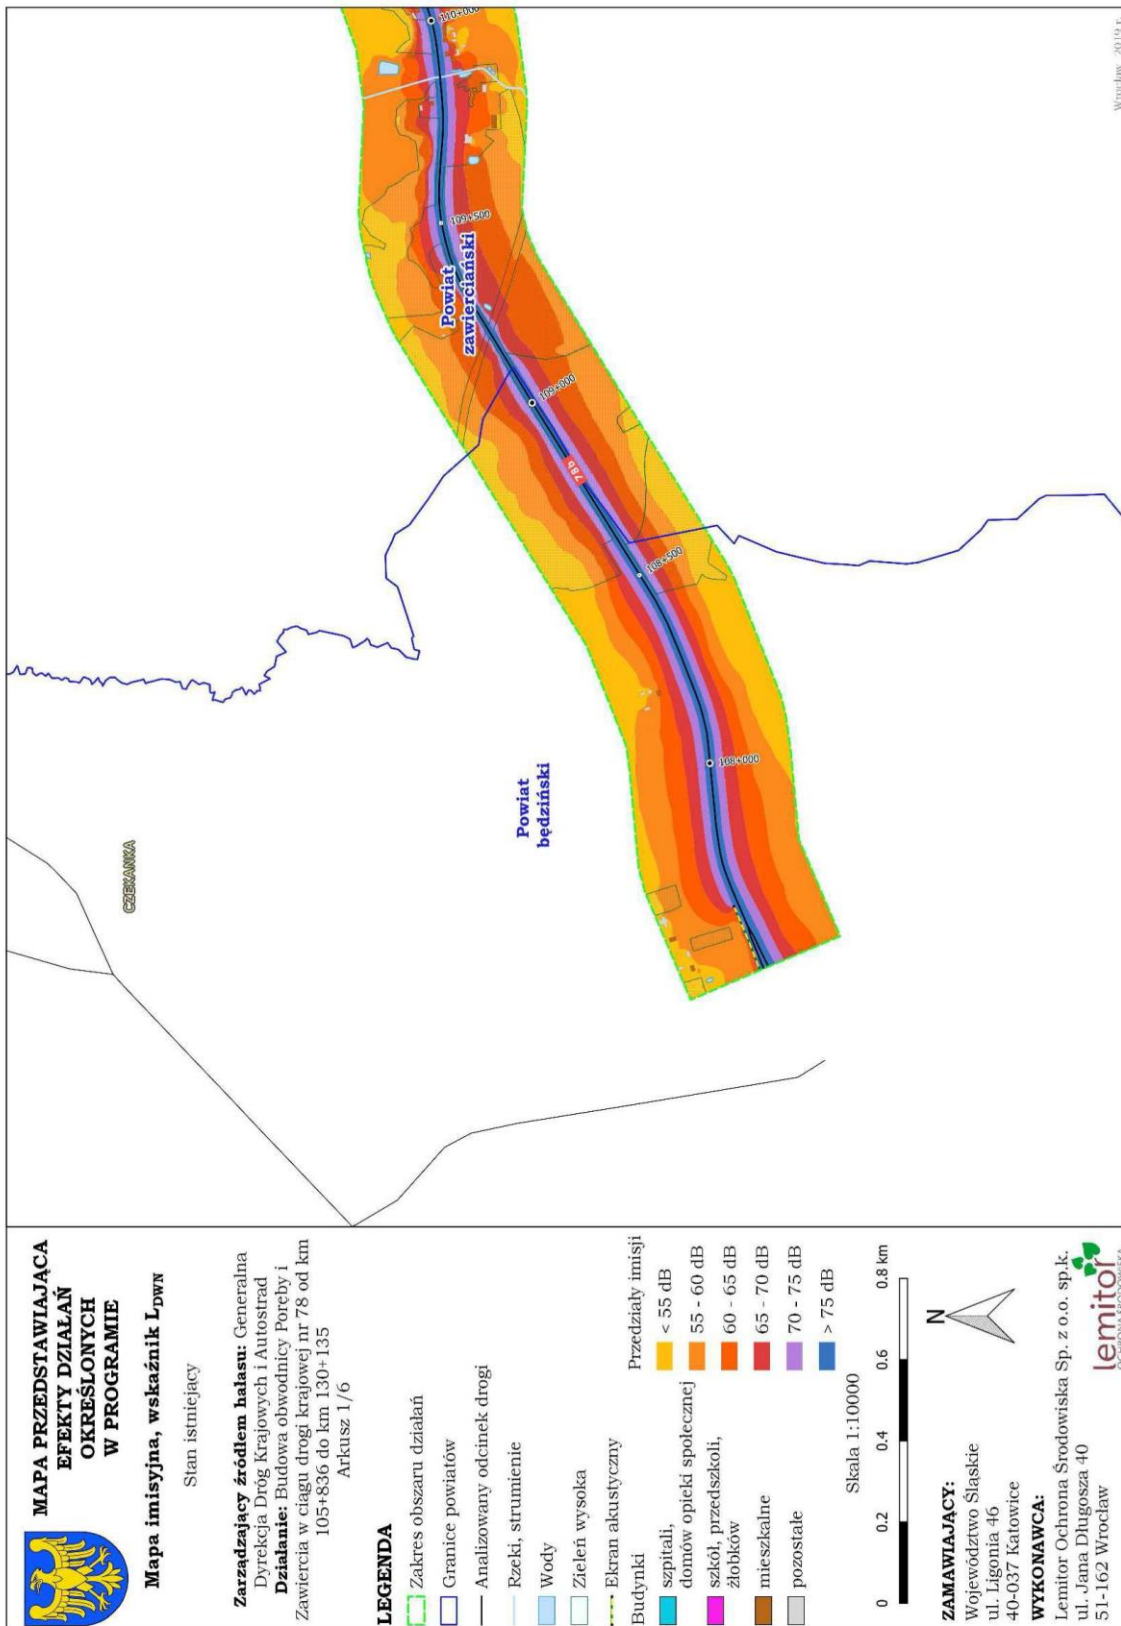 MAPA PRZEDSTAWIAJĄCA
EFEKTY DZIAŁAŃ
OKREŚLONYCH
W PROGRAMIE
Mapa imisyjna, wskaźnik LDWN
Stan istniejący
Zarządzający źródłem hałasu: Generalna
Dyrekcja Dróg Krajowych i Autostrad
Działanie: Budowa obwodnicy Poręby i
Zawiercia w ciągu drogi krajowej nr 78 od km
105+836 do km 130+135
Arkusz 1/6
LEGENDA
Zakres obszaru działań
Granice powiatów
Analizowany odcinek drogi
Rzeki, strumienie
Wody
Zieleń wysoka
Ekran akustyczny
Budynki
szpitali,
domów opieki społecznej
szkół, przedszkoli,
żłobków
mieszkalne
pozostałe
Przedziały imisji
< 55 dB
55 - 60 dB
60 - 65 dB
65 - 70 dB
70 - 75 dB
> 75 dB
Skala 1:10000
0 0.2 0.4 0.6 0.8 km
N
ZAMAWIAJĄCY:
Województwo Śląskie
ul. Ligonia 46
40-037 Katowice
WYKONAWCA:
Lemitor Ochrona Środowiska Sp. z o.o. sp.k.
ul. Jana Długosza 40
51-162 Wrocław
lemitor
OCHRONA ŚRODOWISKA
CZEKANKA
Powiat
będziński
Powiat
zawierciański
108+000
108+500
78b
109+000
109+500
110+000
Wrocław, 2019 r.